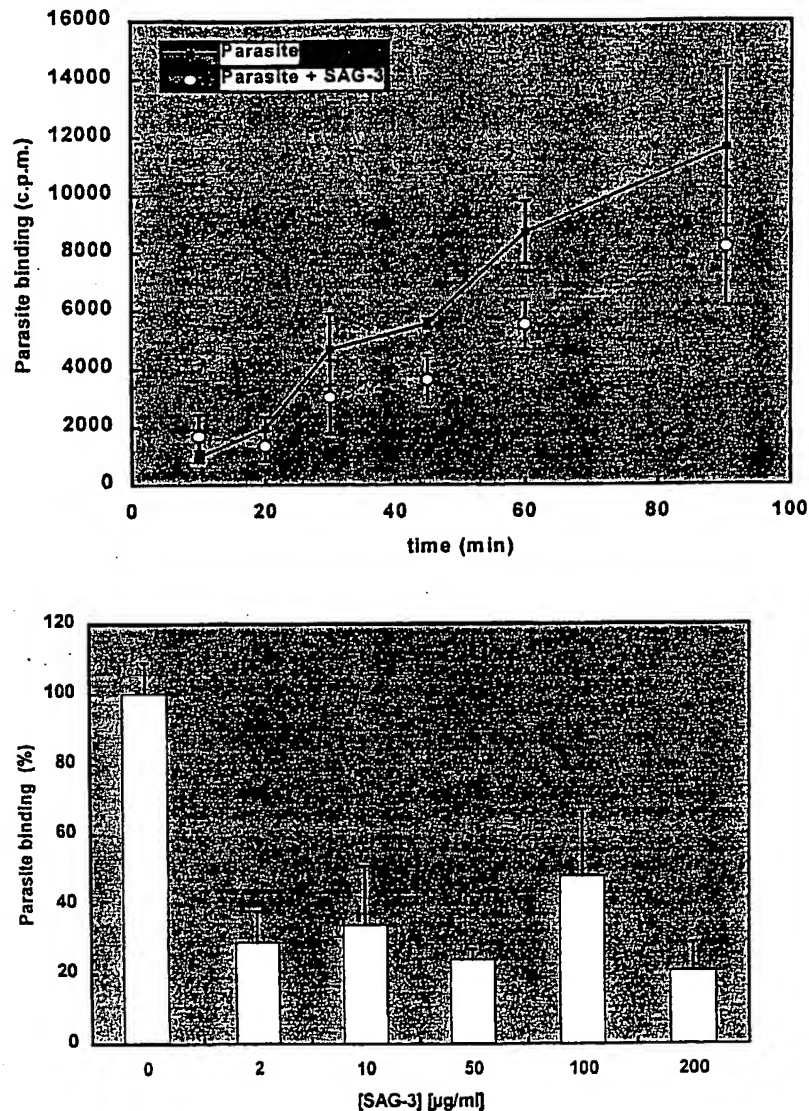 16000
14000
12000
10000
8000
6000
4000
2000
0
Parasite binding (c.p.m.)
Parasite
Parasite + SAG-3
0 20 40 60 80 100
time (min)
120
100
80
60
40
20
0
Parasite binding (%)
0 2 10 50 100 200
[SAG-3] [µg/ml]